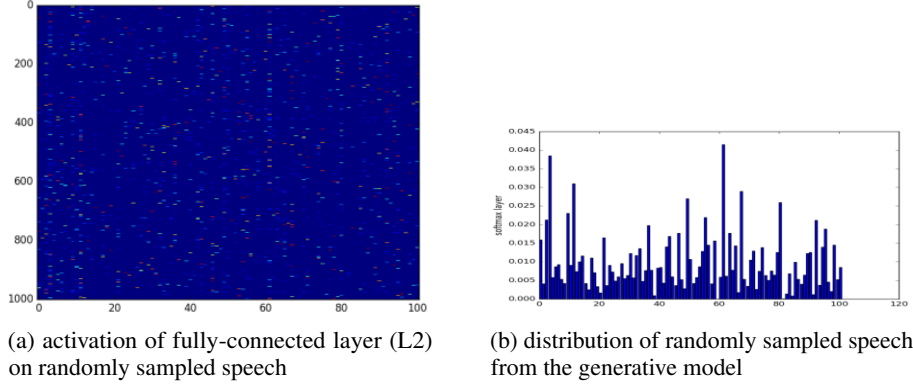 0
200
400
600
800
1000
0 20 40 60 80 100
(a) activation of fully-connected layer (L2)
on randomly sampled speech
0.045
0.040
0.035
0.030
0.025
0.020
0.015
0.010
0.005
0.000
softmax layer
0 20 40 60 80 100 120
(b) distribution of randomly sampled speech
from the generative model